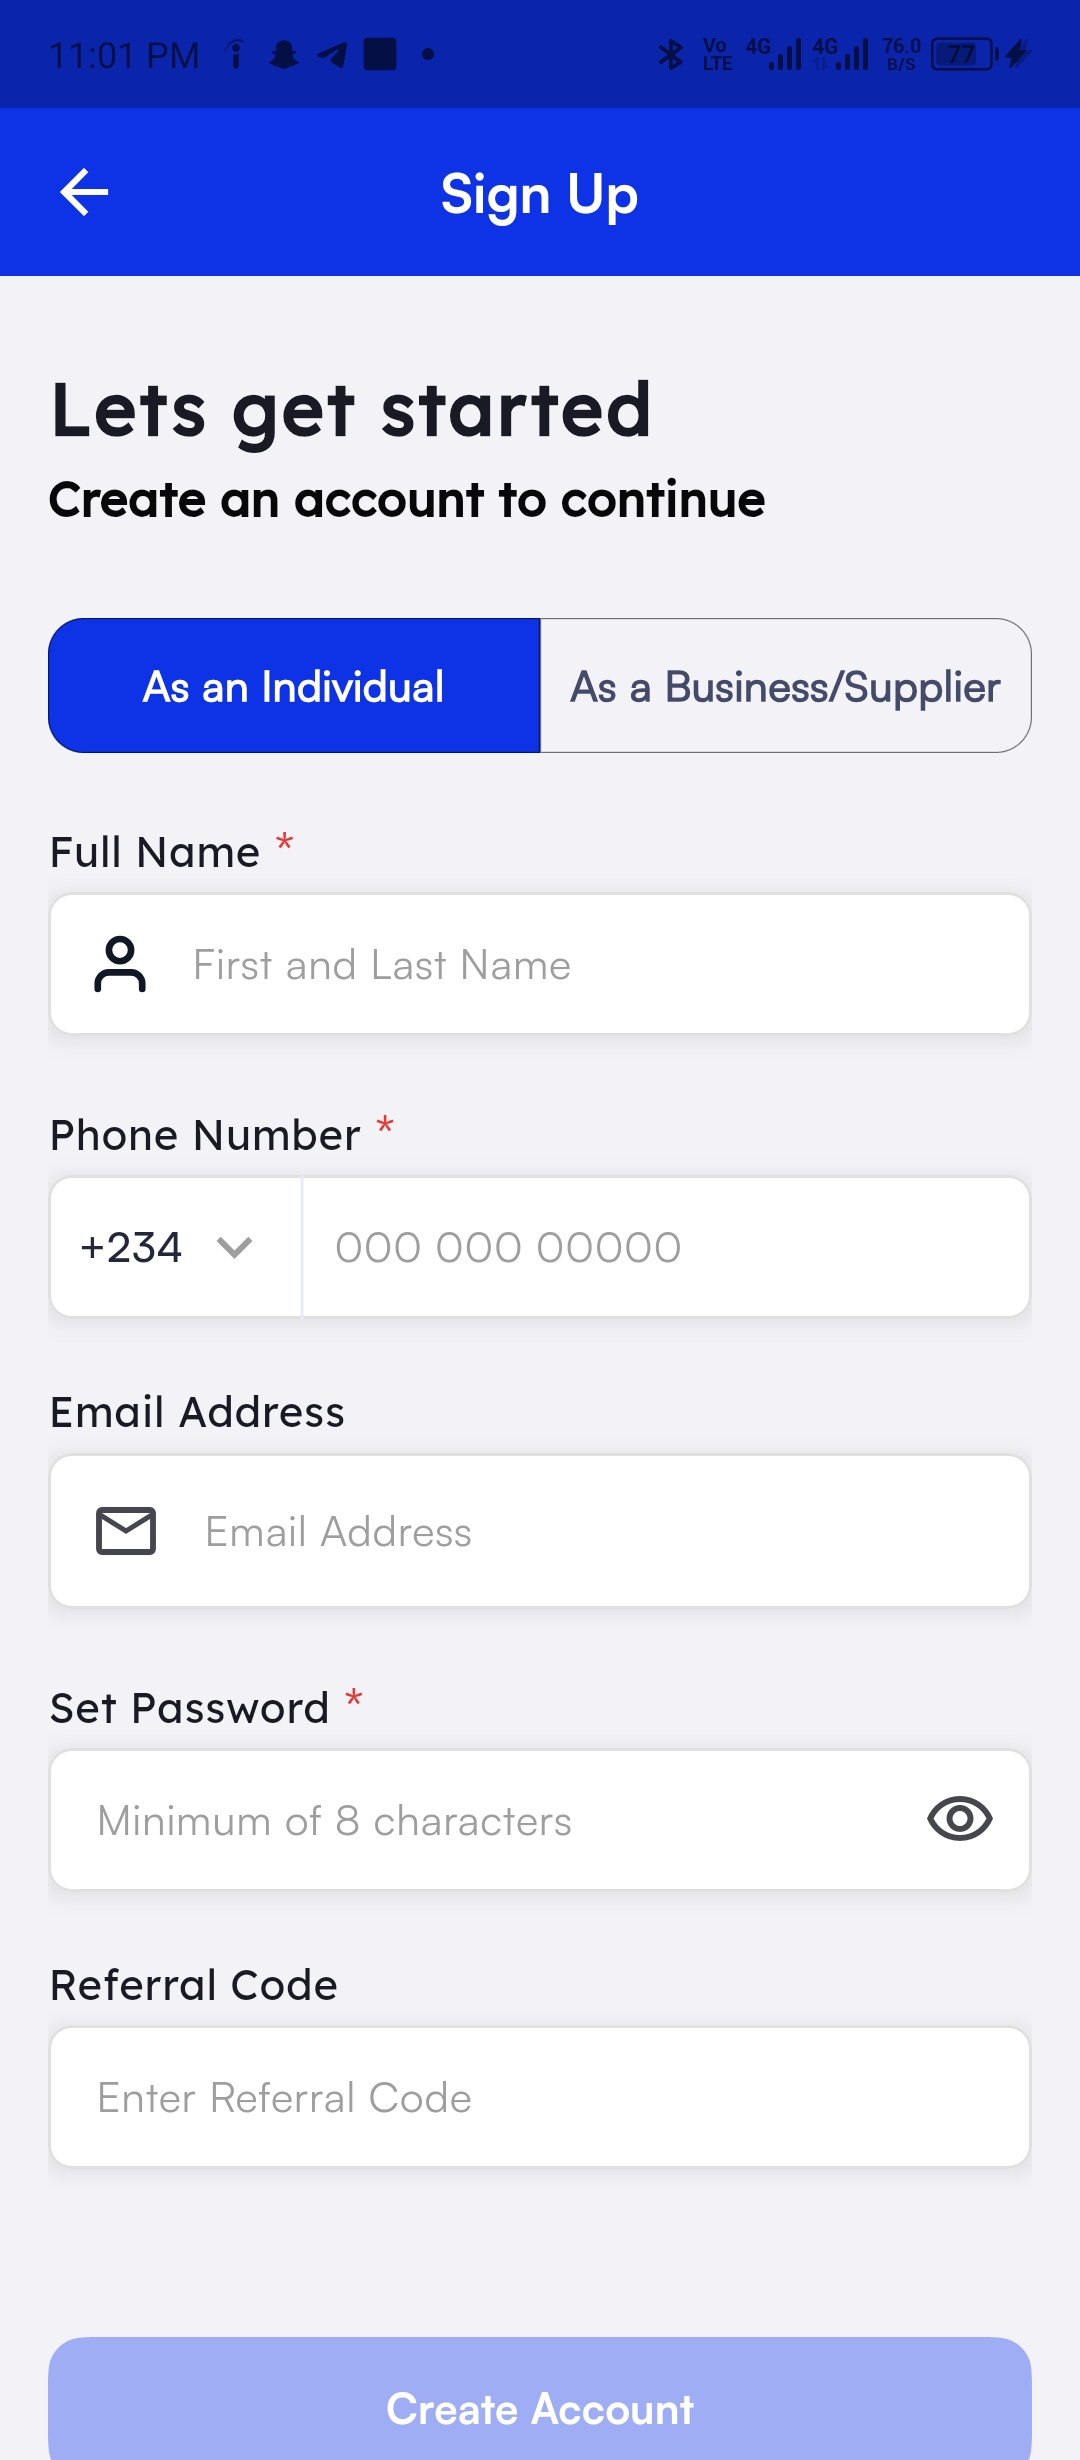 11:01 PM Vo LTE 4G 4G 76.0 B/S 77
Sign Up
Lets get started
Create an account to continue
As an Individual As a Business/Supplier
Full Name *
First and Last Name
Phone Number *
+234 000 000 00000
Email Address
Email Address
Set Password *
Minimum of 8 characters
Referral Code
Enter Referral Code
Create Account